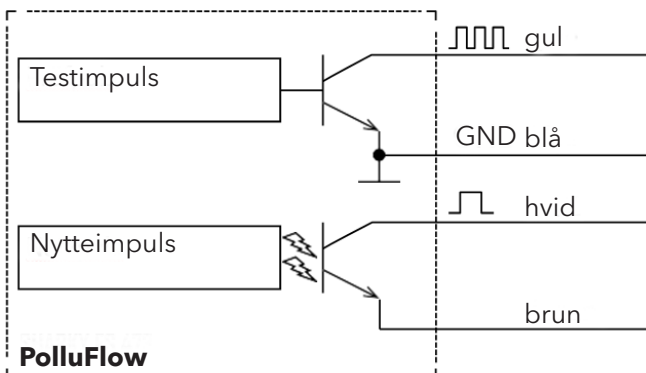 gul
Testimpuls
GND blå
hvid
Nytteimpuls
brun
PolluFlow